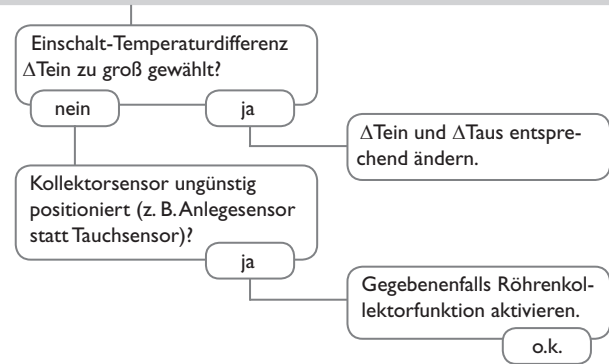 Einschalt-Temperaturdifferenz
ΔTein zu groß gewählt?
nein
ja
ΔTein und ΔTaus entspre-
chend ändern.
Kollektorsensor ungünstig
positioniert (z. B. Anlegesensor
statt Tauchsensor)?
ja
Gegebenenfalls Röhrenkol-
lektorfunktion aktivieren.
o.k.